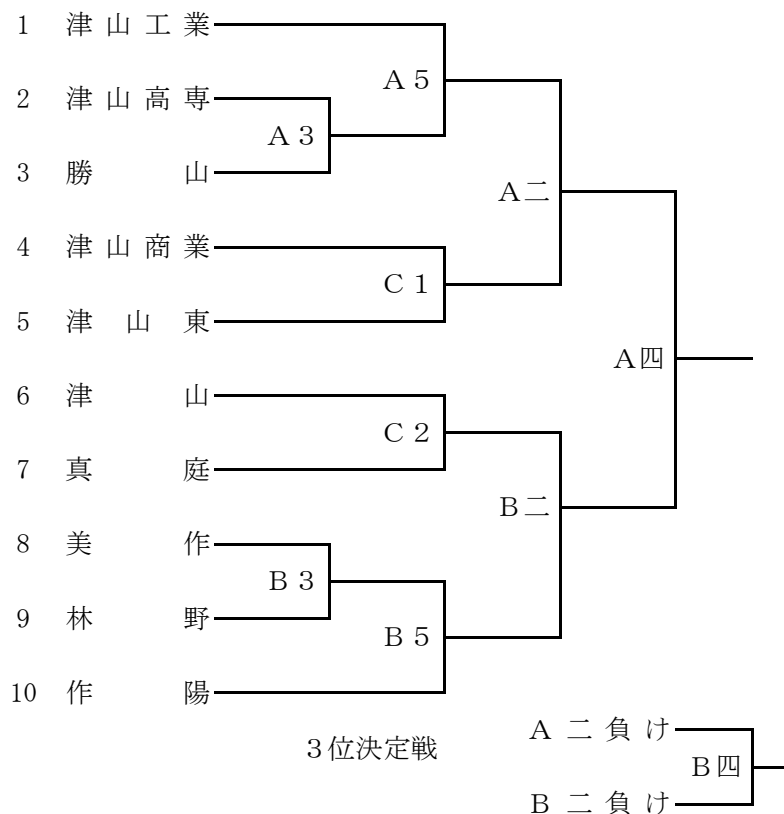 1 津山工業
A5
2 津山高専
A3
3 勝山
A二
4 津山商業
C1
5 津山東
A四
6 津山
C2
7 真庭
B二
8 美作
B3
9 林野
B5
10 作陽
3位決定戦
A二負け
B四
B二負け